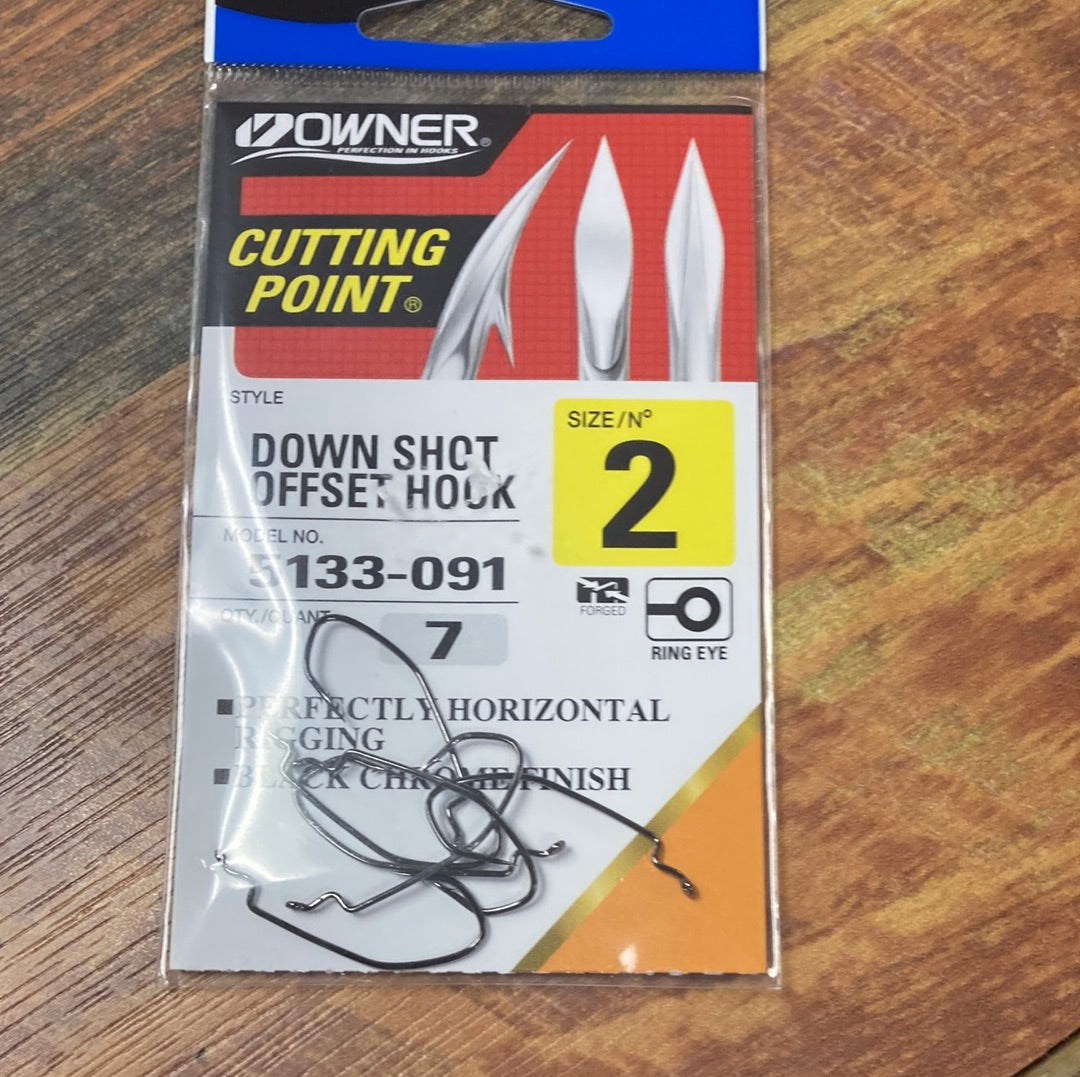 OWNER®
PERFECTION IN HOOKS
CUTTING
POINT®
STYLE
SIZE/Nº
DOWN SHOT
OFFSET HOOK
2
MODEL NO.
5133-091
FORGED
QTY./QUANT
7
RING EYE
■PERFECTLY HORIZONTAL
RIGGING
■BLACK CHROME FINISH